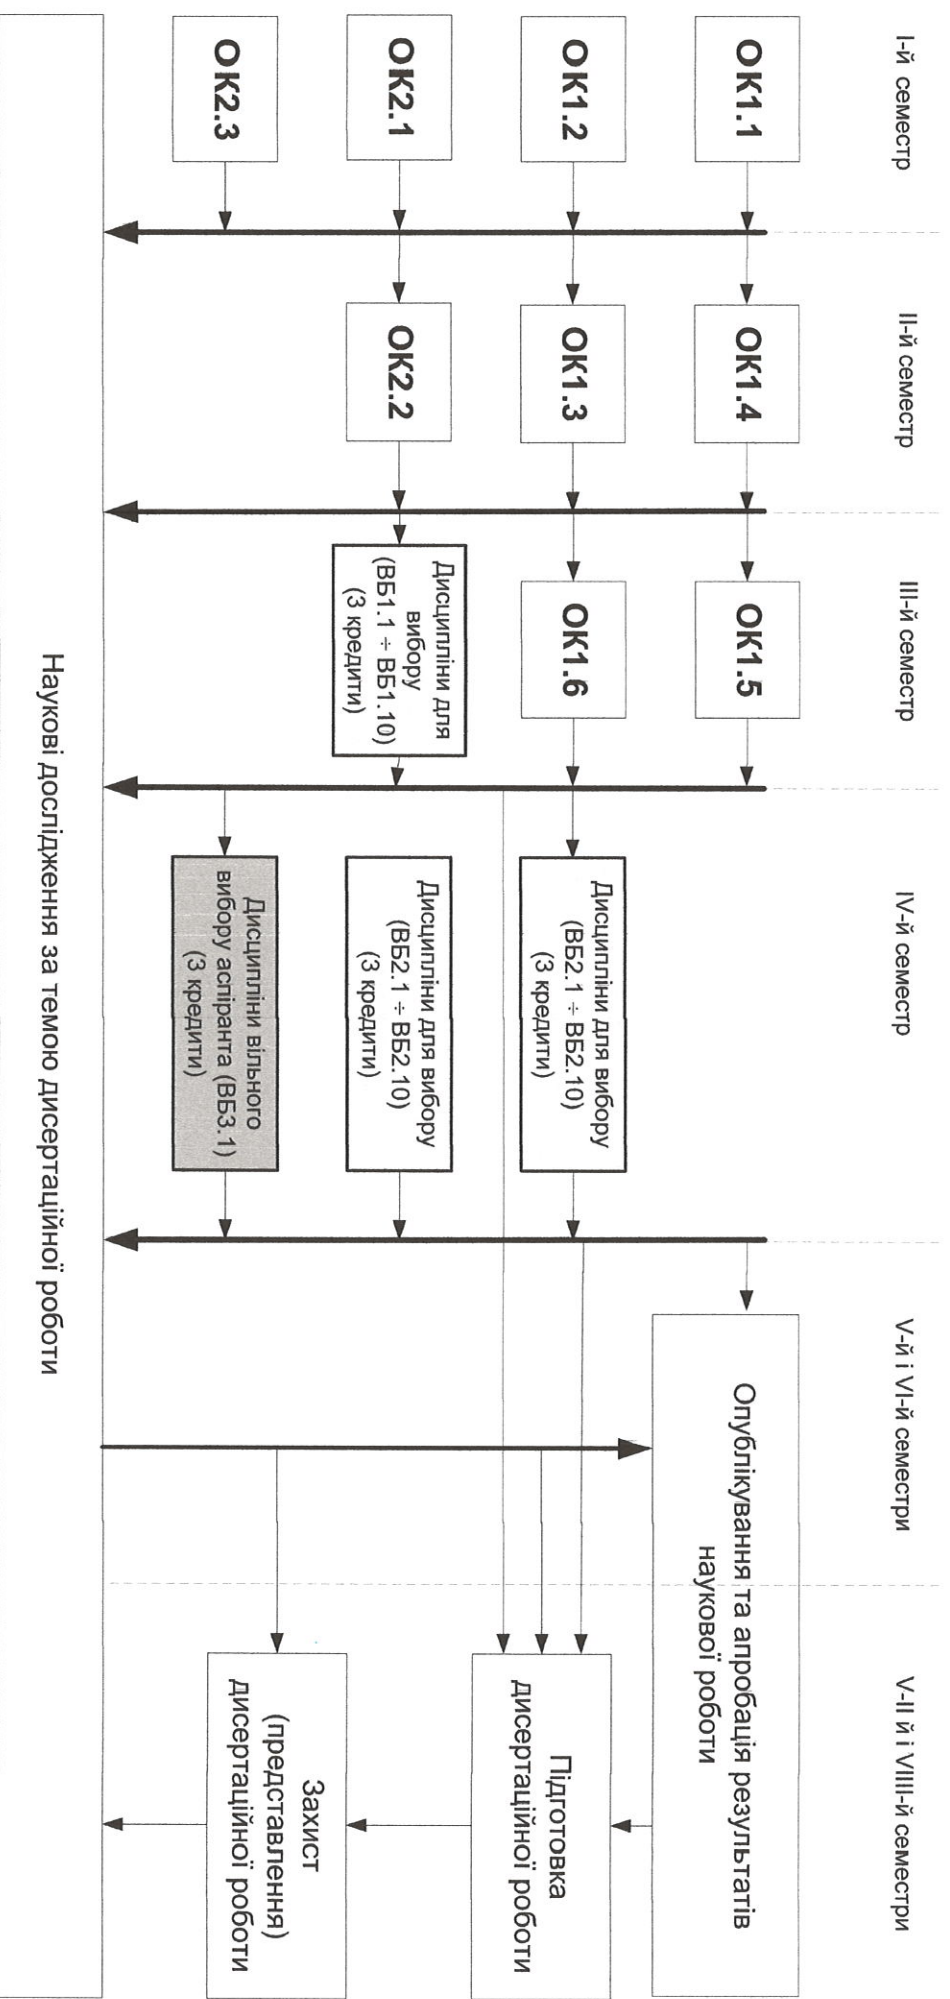 І-й семестр
ІІ-й семестр
ІІІ-й семестр
IV-й семестр
V-й і VI-й семестри
V-ІІ й і VІІІІ-й семестри
ОК1.1
ОК1.4
ОК1.5
Опублікування та апробація результатів
наукової роботи
ОК1.2
ОК1.3
ОК1.6
Дисципліни для вибору
(ВБ2.1 ÷ ВБ2.10)
(3 кредити)
ОК2.1
ОК2.2
Дисципліни для
вибору
(ВБ1.1 ÷ ВБ1.10)
(3 кредити)
Дисципліни для вибору
(ВБ2.1 ÷ ВБ2.10)
(3 кредити)
Підготовка
дисертаційної роботи
ОК2.3
Дисципліни вільного
вибору аспіранта (ВБ3.1)
(3 кредити)
Захист
(представлення)
дисертаційної роботи
Наукові дослідження за темою дисертаційної роботи